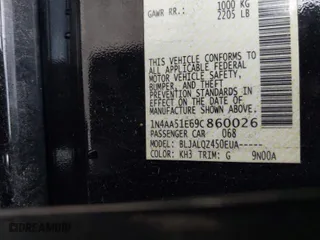 GAWR RR.: 1000 KG
2205 LB
THIS VEHICLE CONFORMS TO
ALL APPLICABLE FEDERAL
MOTOR VEHICLE SAFETY,
BUMPER, AND THEFT
PREVENTION STANDARDS IN
EFFECT ON THE DATE OF
MANUFACTURE SHOWN ABOVE.
1N4AA51E69C860026
PASSENGER CAR 068
MODEL: BLJALQZ450EUA-----
COLOR: KH3 TRIM: G 9N00A